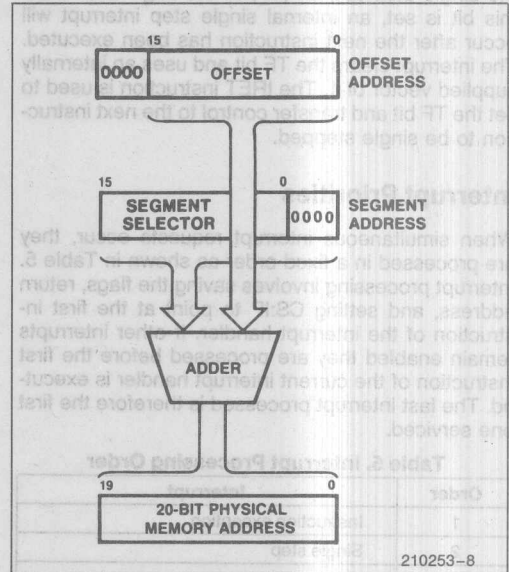 his bit is set, an internal single step interrupt will
occur after the next instruction has been executed.
The interrupt clears the TF bit and uses an internally
supplied vector of 1. The IRET instruction is used to
set the TF bit and transfer control to the next instruc-
on to be single stepped.
15 0
0000 OFFSET OFFSET
ADDRESS
nterrupt Priorities
15 0
SEGMENT
SELECTOR 0000 SEGMENT
ADDRESS
When simultaneous interrupt requests occur, they
are processed in a fixed order as shown in Table 5.
nterrupt processing involves saving the flags, return
address, and setting CS:IP to point at the first in-
struction of the interrupt handler. If other interrupts
emain enabled they are processed before the first
instruction of the current interrupt handler is execut-
ed. The last interrupt processed is therefore the first
one serviced.
ADDER
Table 5. Interrupt Processing Order
Order Interrupt
19 0
20-BIT PHYSICAL
MEMORY ADDRESS
1 Instruction
2 Single step
210253-8